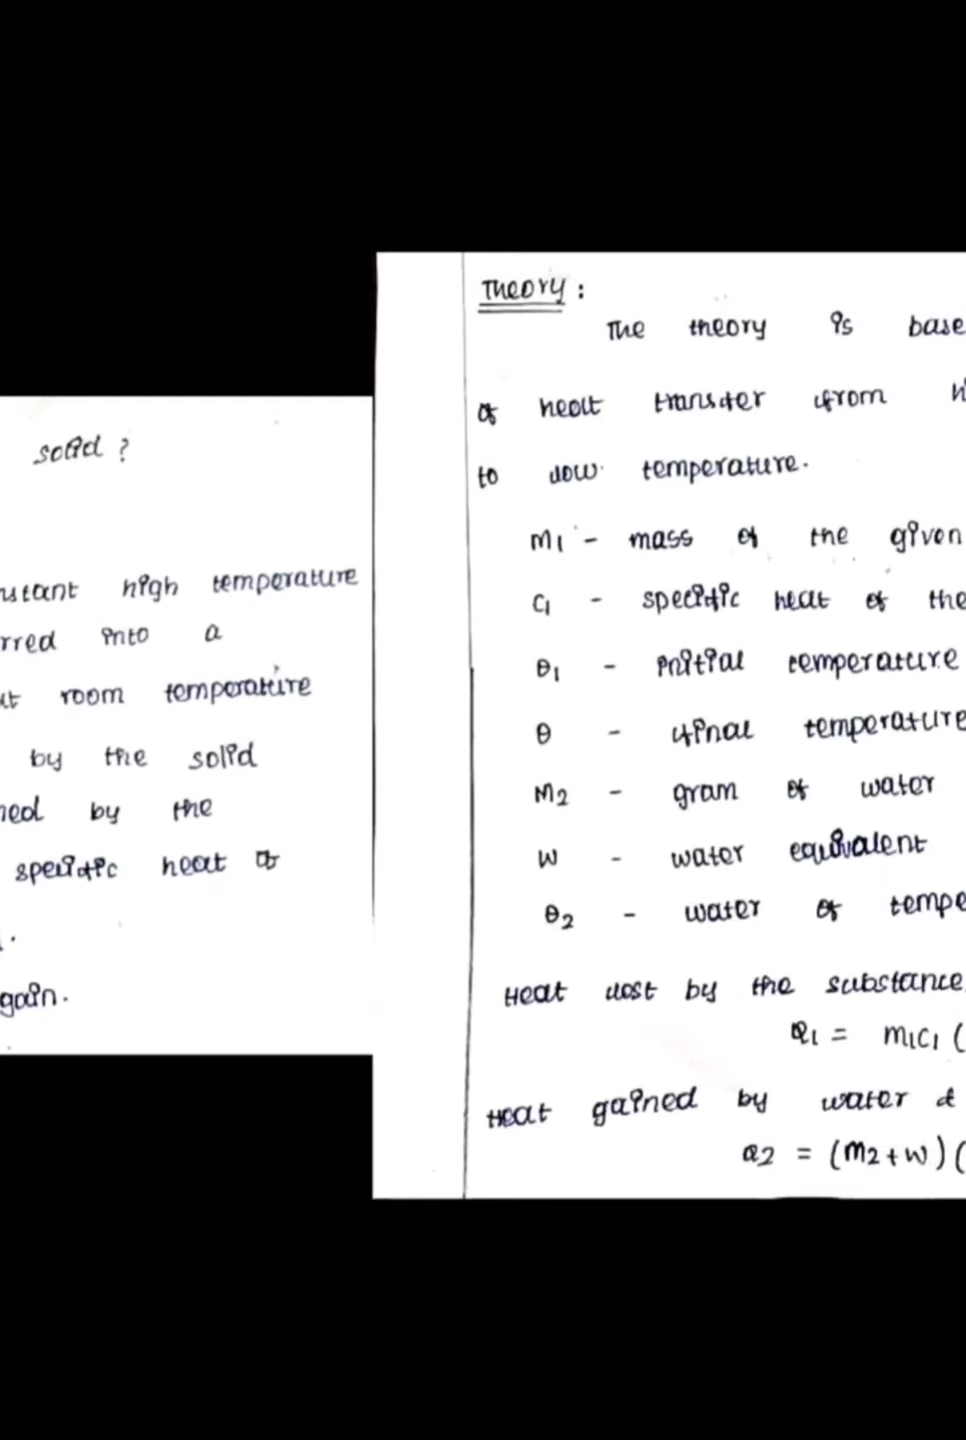 solid ?
ustant high temperature
rred into a
ut room temperature
by the solid
ned by the
specific heat of
.
gain.
Theory :
The theory is base
of heat transfer from h
to low temperature.
M1 - mass of the given
C1 - specific heat of the
θ1 - initial temperature
θ - final temperature
M2 - gram of water
W - water equivalent
θ2 - water of tempe
Heat lost by the substance
Q1 = M1C1 (
Heat gained by water &
Q2 = (M2+W) (